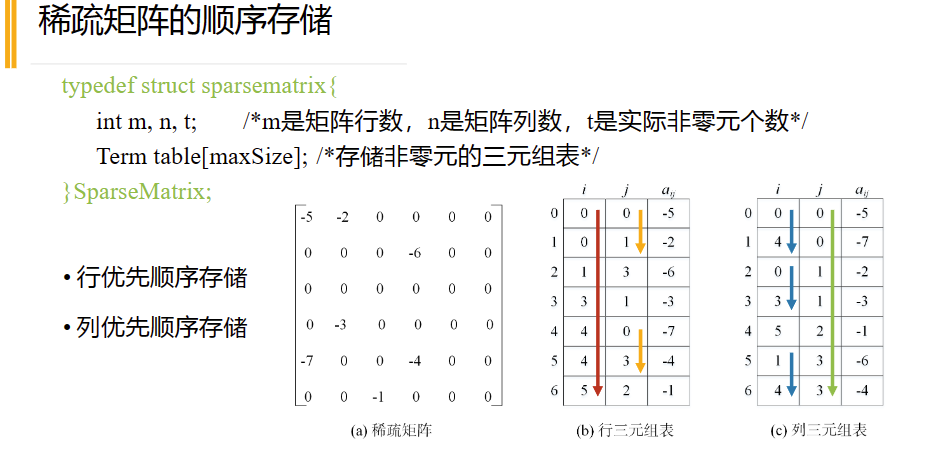 稀疏矩阵的顺序存储
typedef struct sparsematrix{
int m, n, t; /*m是矩阵行数，n是矩阵列数，t是实际非零元个数*/
Term table[maxSize]; /*存储非零元的三元组表*/
}SparseMatrix;
• 行优先顺序存储
• 列优先顺序存储
-5 -2 0 0 0 0
0 0 0 -6 0 0
0 0 0 0 0 0
0 -3 0 0 0 0
-7 0 0 -4 0 0
0 0 -1 0 0 0
(a) 稀疏矩阵
i j aij
0 0 0 -5
1 0 1 -2
2 1 3 -6
3 3 1 -3
4 4 0 -7
5 4 3 -4
6 5 2 -1
(b) 行三元组表
i j aij
0 0 0 -5
1 4 0 -7
2 0 1 -2
3 3 1 -3
4 5 2 -1
5 1 3 -6
6 4 3 -4
(c) 列三元组表